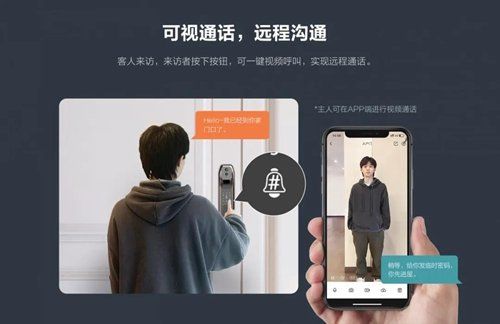 可视通话，远程沟通
客人来访，来访者按下按钮，可一键视频呼叫，实现远程通话。
*主人可在APP端进行视频通话
Hello~我已经到你家
门口了。
#
稍等，给你发临时密码，
你先进屋。